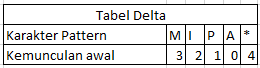 Tabel Delta
Karakter Pattern M I P A *
Kemunculan awal 3 2 1 0 4